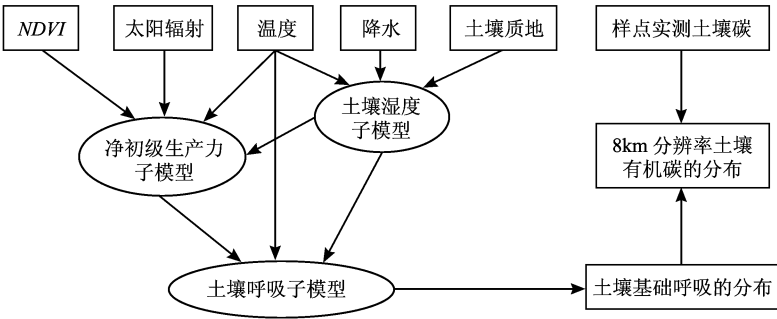 NDVI
太阳辐射
温度
降水
土壤质地
样点实测土壤碳
土壤湿度
子模型
净初级生产力
子模型
8km 分辨率土壤
有机碳的分布
土壤呼吸子模型
土壤基础呼吸的分布